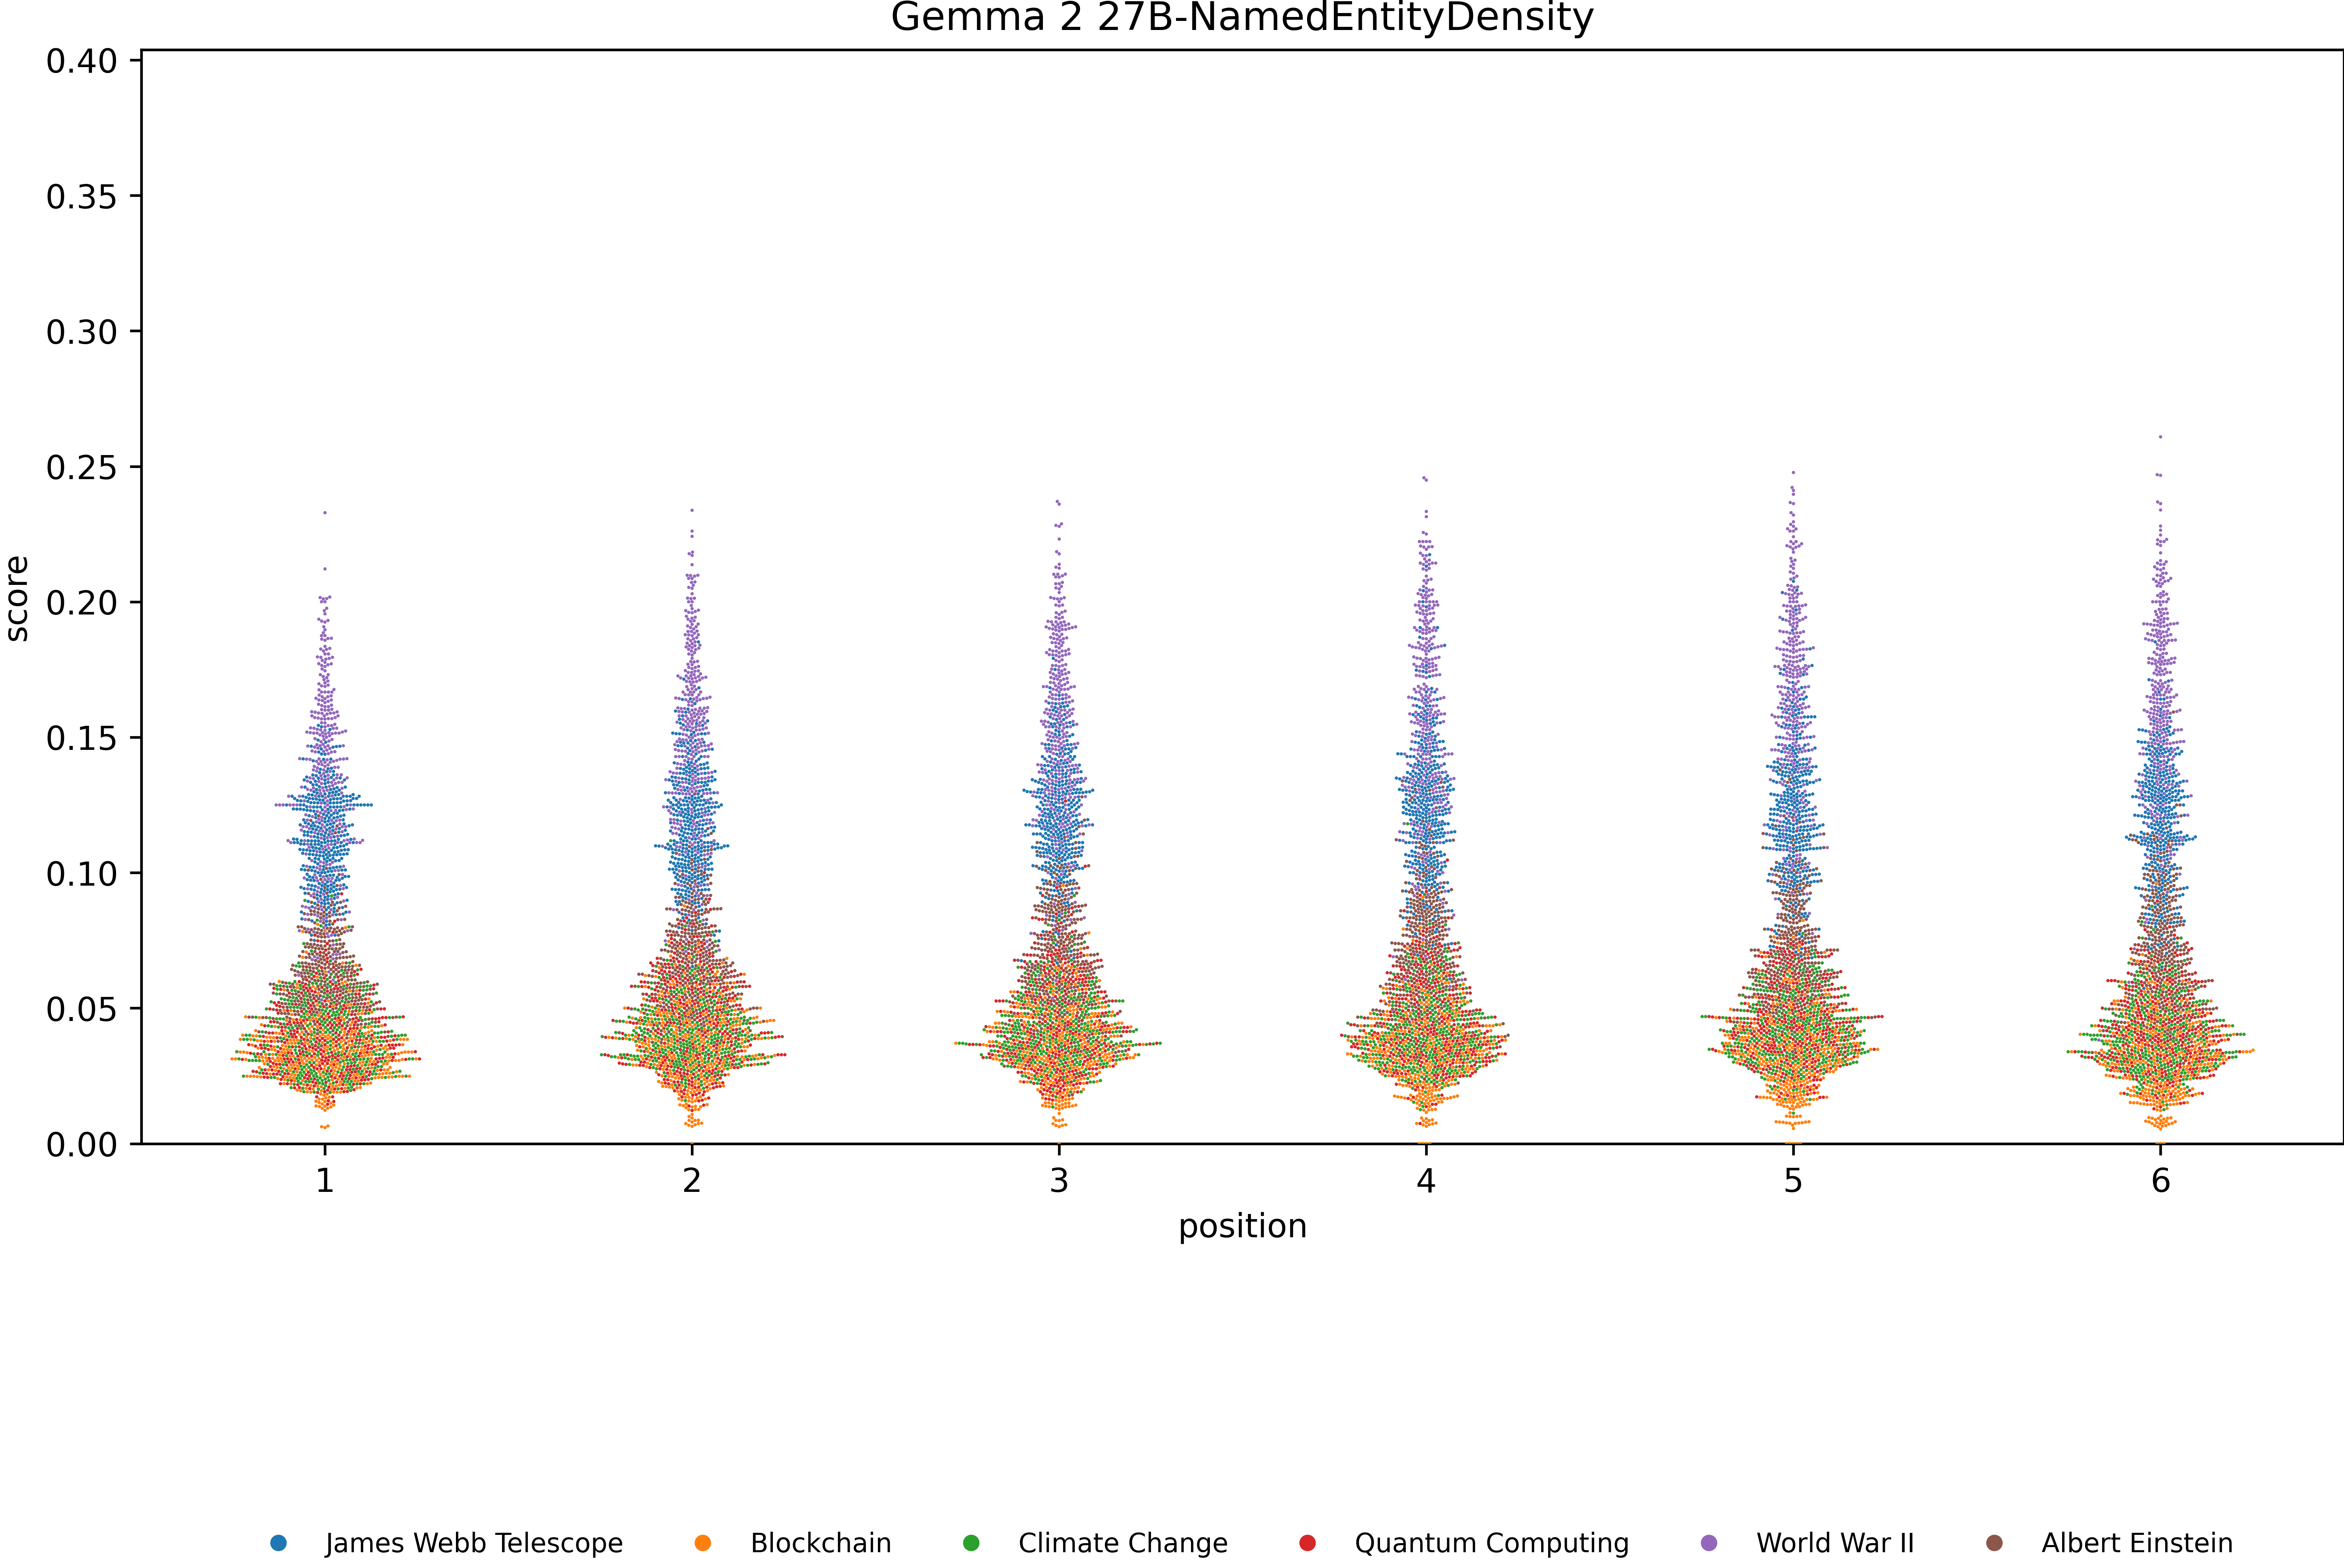 Gemma 2 27B-NamedEntityDensity
0.40
0.35
0.30
0.25
0.20
0.15
0.10
0.05
0.00
score
1 2 3 4 5 6
position
James Webb Telescope Blockchain Climate Change Quantum Computing World War II Albert Einstein